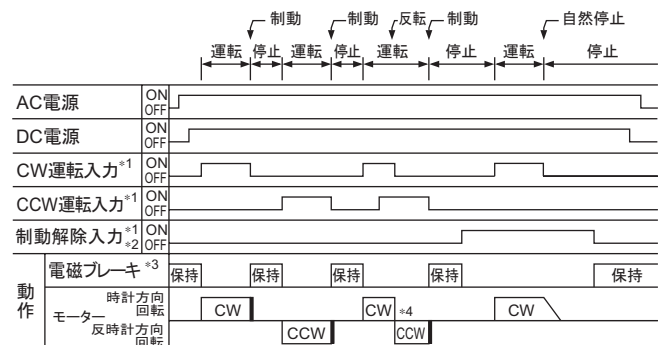 制動 制動 反転 制動 自然停止
運転 停止 運転 停止 運転 停止 運転 停止
AC電源 ON OFF
DC電源 ON OFF
CW運転入力*1 ON OFF
CCW運転入力*1 ON OFF
制動解除入力*1 *2 ON OFF
動作
電磁ブレーキ*3 保持 保持 保持 保持 保持
モーター
時計方向回転 CW CW *4 CW
反時計方向回転 CCW CCW